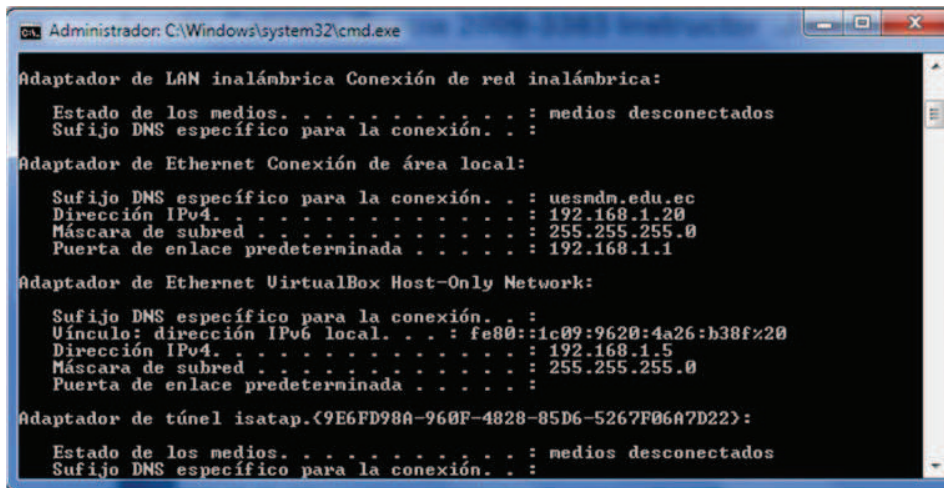 Administrador: C:\Windows\system32\cmd.exe
Adaptador de LAN inalámbrica Conexión de red inalámbrica:
Estado de los medios. . . . . . . . . . . : medios desconectados
Sufijo DNS específico para la conexión. . :
Adaptador de Ethernet Conexión de área local:
Sufijo DNS específico para la conexión. . : uesmdm.edu.ec
Dirección IPv4. . . . . . . . . . . . . . : 192.168.1.20
Máscara de subred . . . . . . . . . . . . : 255.255.255.0
Puerta de enlace predeterminada . . . . . : 192.168.1.1
Adaptador de Ethernet VirtualBox Host-Only Network:
Sufijo DNS específico para la conexión. . :
Vínculo: dirección IPv6 local. . . : fe80::1c09:9620:4a26:b38f%20
Dirección IPv4. . . . . . . . . . . . . . : 192.168.1.5
Máscara de subred . . . . . . . . . . . . : 255.255.255.0
Puerta de enlace predeterminada . . . . . :
Adaptador de túnel isatap.{9E6FD98A-960F-4828-85D6-5267F06A7D22}:
Estado de los medios. . . . . . . . . . . : medios desconectados
Sufijo DNS específico para la conexión. . :